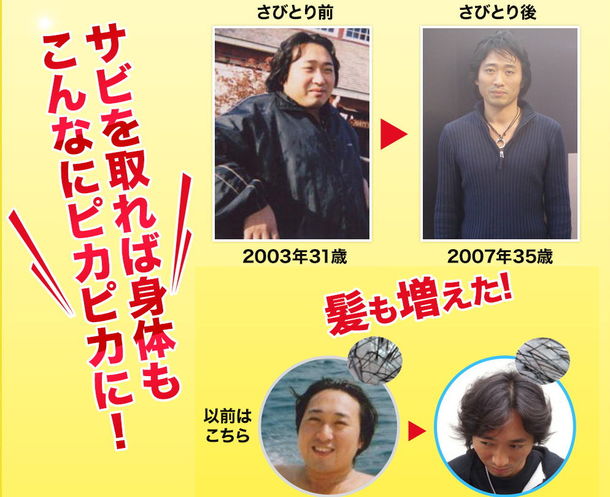 サビを取れば身体も
こんなにピカピカに!
さびとり前
さびとり後
2003年31歳
2007年35歳
髪も増えた!
以前は
こちら